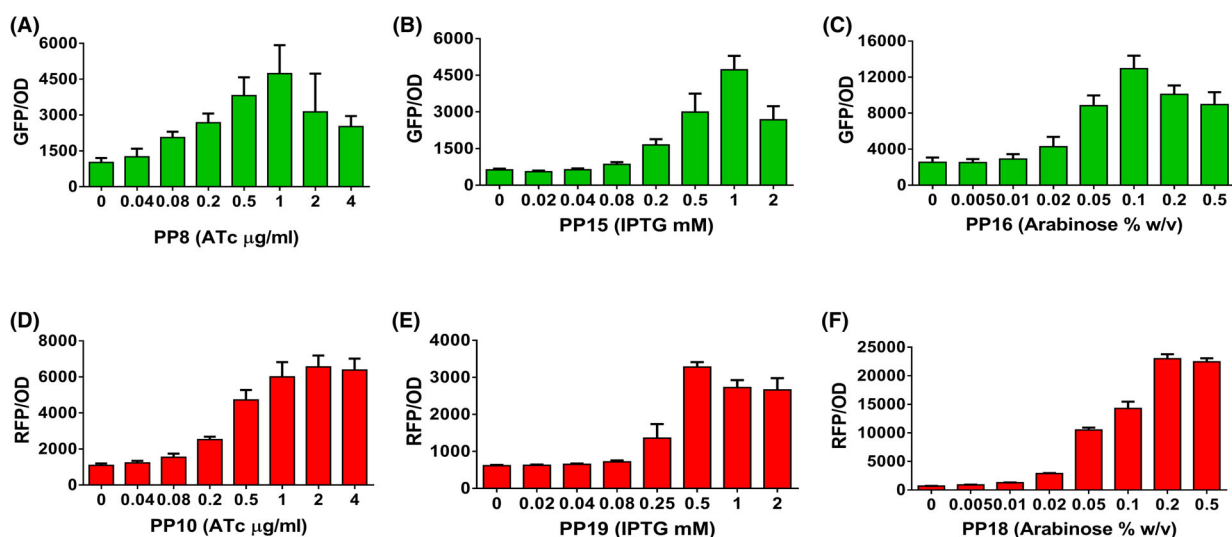 (A)
GFP/OD
6000
4500
3000
1500
0
0 0.04 0.08 0.2 0.5 1 2 4
PP8 (ATc μg/ml)
(B)
GFP/OD
6000
4500
3000
1500
0
0 0.02 0.04 0.08 0.2 0.5 1 2
PP15 (IPTG mM)
(C)
GFP/OD
16000
12000
8000
4000
0
0 0.005 0.01 0.02 0.05 0.1 0.2 0.5
PP16 (Arabinose % w/v)
(D)
RFP/OD
8000
6000
4000
2000
0
0 0.04 0.08 0.2 0.5 1 2 4
PP10 (ATc μg/ml)
(E)
RFP/OD
4000
3000
2000
1000
0
0 0.02 0.04 0.08 0.25 0.5 1 2
PP19 (IPTG mM)
(F)
RFP/OD
25000
20000
15000
10000
5000
0
0 0.005 0.01 0.02 0.05 0.1 0.2 0.5
PP18 (Arabinose % w/v)